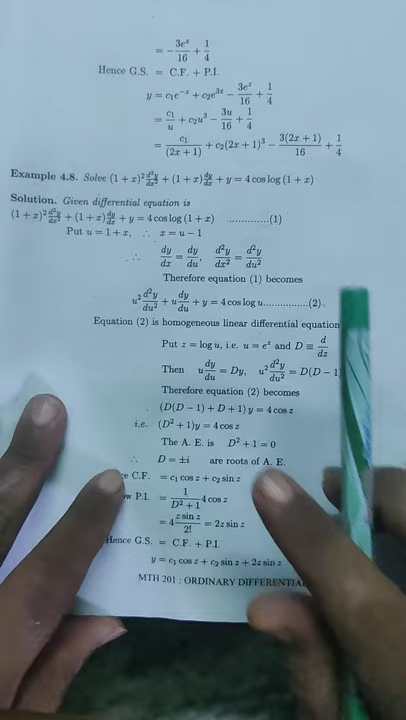 = -3e^z/16 + 1/4
Hence G.S. = C.F. + P.I.
y = c₁e^-z + c₂e^3z - 3e^z/16 + 1/4
= c₁/u + c₂u³ - 3u/16 + 1/4
= c₁/(2x + 1) + c₂(2x + 1)³ - 3(2x + 1)/16 + 1/4
Example 4.8. Solve (1 + x)² d²y/dx² + (1 + x) dy/dx + y = 4 cos log (1 + x)
Solution. Given differential equation is
(1 + x)² d²y/dx² + (1 + x) dy/dx + y = 4 cos log (1 + x) .............(1)
Put u = 1 + x, ∴ x = u - 1
∴ dy/dx = dy/du, d²y/dx² = d²y/du²
Therefore equation (1) becomes
u² d²y/du² + u dy/du + y = 4 cos log u...............(2).
Equation (2) is homogeneous linear differential equation
Put z = log u, i.e. u = e^z and D ≡ d/dz
Then u dy/du = Dy, u² d²y/du² = D(D - 1
Therefore equation (2) becomes
(D(D - 1) + D + 1) y = 4 cos z
i.e. (D² + 1)y = 4 cos z
The A. E. is D² + 1 = 0
∴ D = ±i are roots of A. E.
C.F. = c₁ cos z + c₂ sin z
P.I. = 1/(D² + 1) 4 cos z
= 4 z sin z/2! = 2z sin z
Hence G.S. = C.F. + P.I.
y = c₁ cos z + c₂ sin z + 2z sin z
MTH 201 : ORDINARY DIFFERENTIA